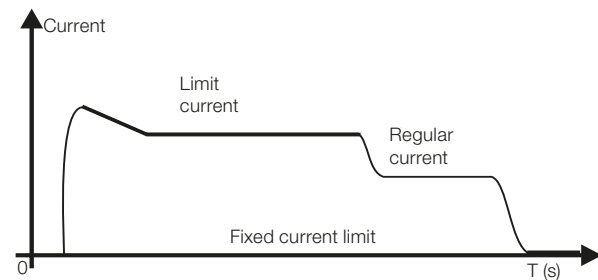 Current
Limit
current
Regular
current
Fixed current limit
0
T (s)